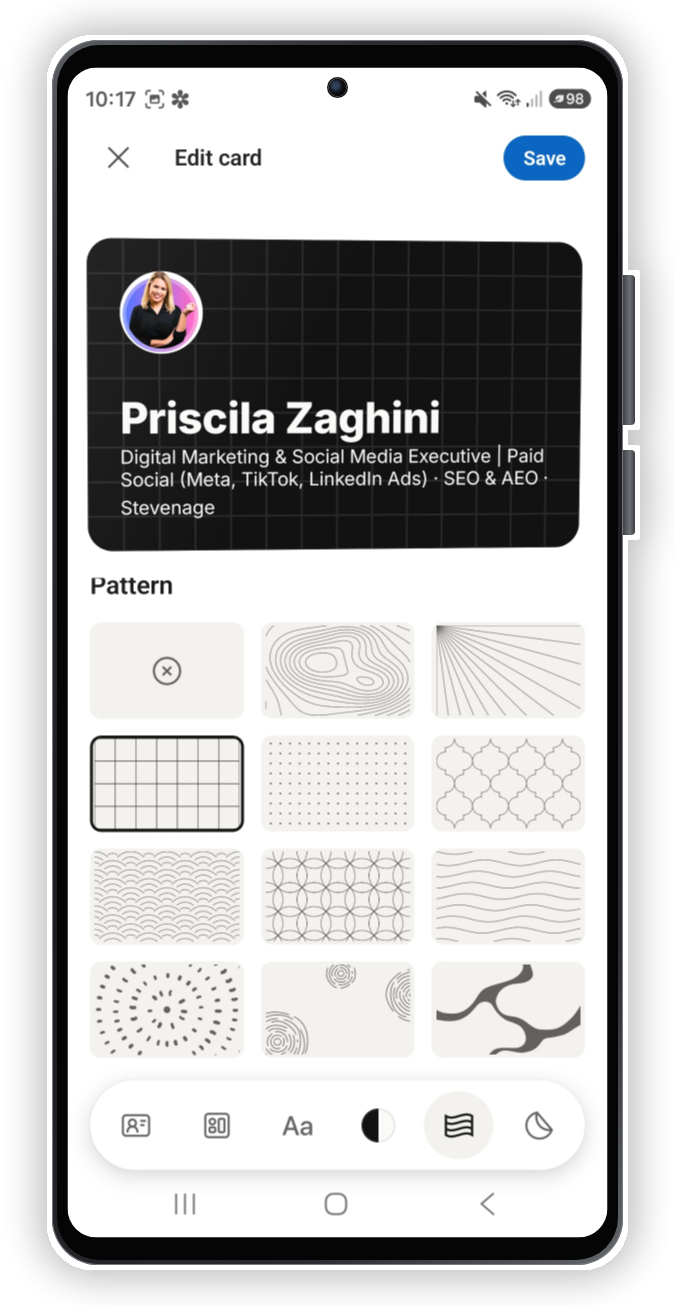 10:17
98
Edit card
Save
Priscila Zaghini
Digital Marketing & Social Media Executive | Paid
Social (Meta, TikTok, LinkedIn Ads) · SEO & AEO ·
Stevenage
Pattern
Aa